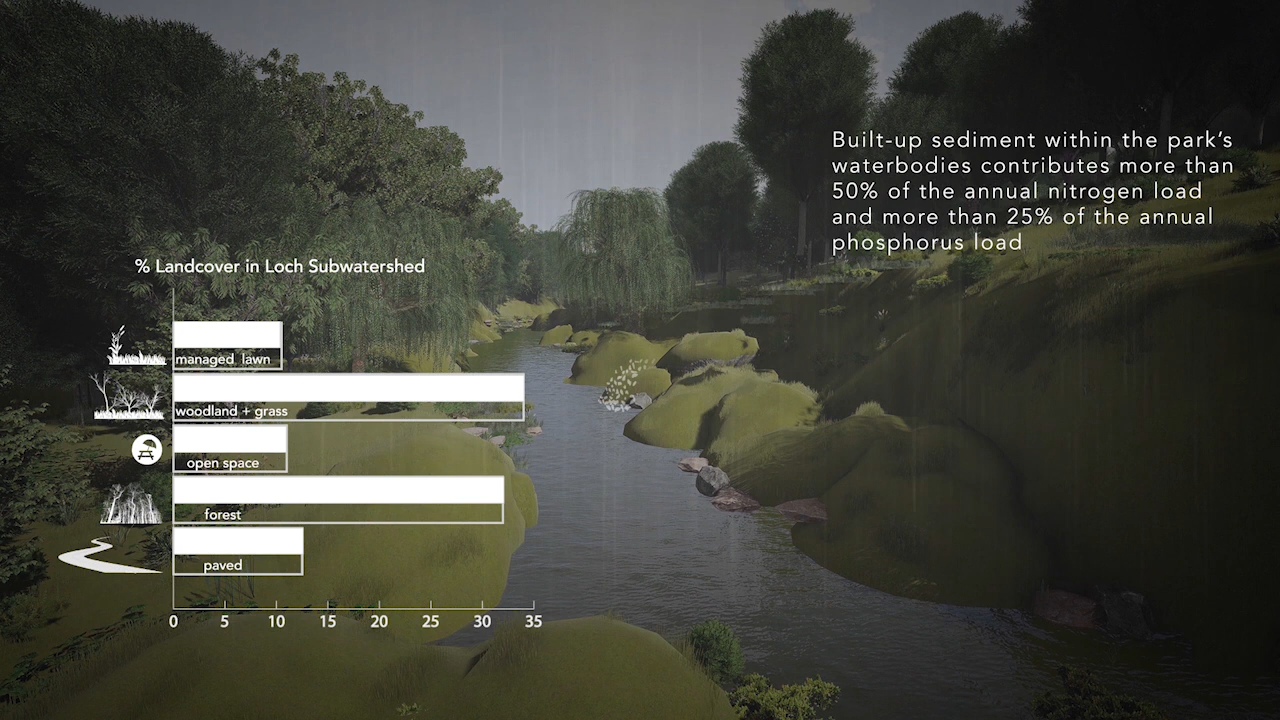 Built-up sediment within the park's
waterbodies contributes more than
50% of the annual nitrogen load
and more than 25% of the annual
phosphorus load
% Landcover in Loch Subwatershed
managed lawn
woodland + grass
open space
forest
paved
0 5 10 15 20 25 30 35